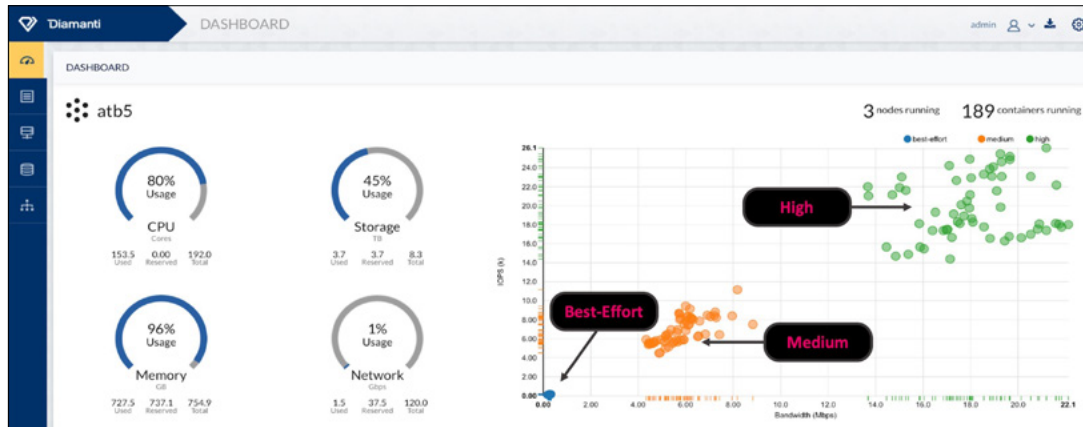 Diamanti
DASHBOARD
admin
DASHBOARD
atb5
3 nodes running
189 containers running
80%
Usage
CPU
Cores
153.5 0.00 192.0
Used Reserved Total
45%
Usage
Storage
TB
3.7 3.7 8.3
Used Reserved Total
96%
Usage
Memory
GB
727.5 737.1 754.9
Used Reserved Total
1%
Usage
Network
Gbps
1.5 37.5 120.0
Used Reserved Total
best-effort medium high
26.1
24.0
22.0
20.0
18.0
16.0
14.0
12.0
10.0
8.00
6.00
4.00
2.00
0.00
IOPS (k)
High
Best-Effort
Medium
0.00 2.00 4.00 6.00 8.00 10.0 12.0 14.0 16.0 18.0 20.0 22.1
Bandwidth (Mbps)